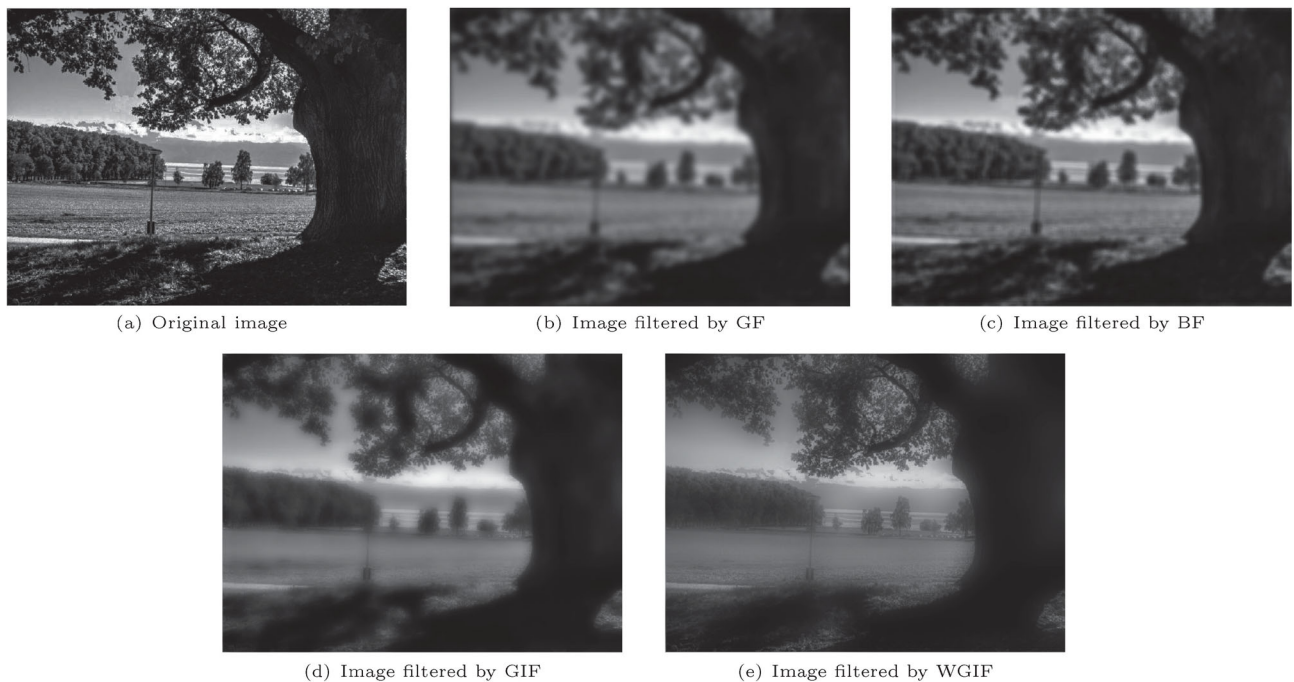 (a) Original image
(b) Image filtered by GF
(c) Image filtered by BF
(d) Image filtered by GIF
(e) Image filtered by WGIF